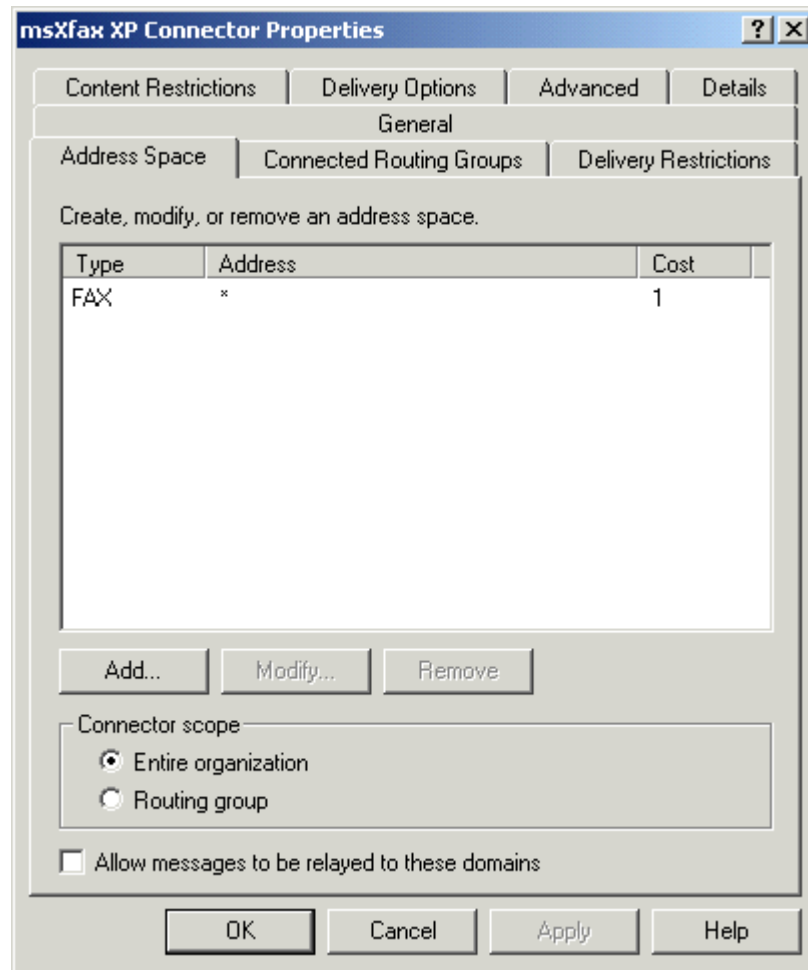 msXfax XP Connector Properties
Content Restrictions Delivery Options Advanced Details
General
Address Space Connected Routing Groups Delivery Restrictions
Create, modify, or remove an address space.
Type Address Cost
FAX * 1
Add... Modify... Remove
Connector scope
Entire organization
Routing group
Allow messages to be relayed to these domains
OK Cancel Apply Help